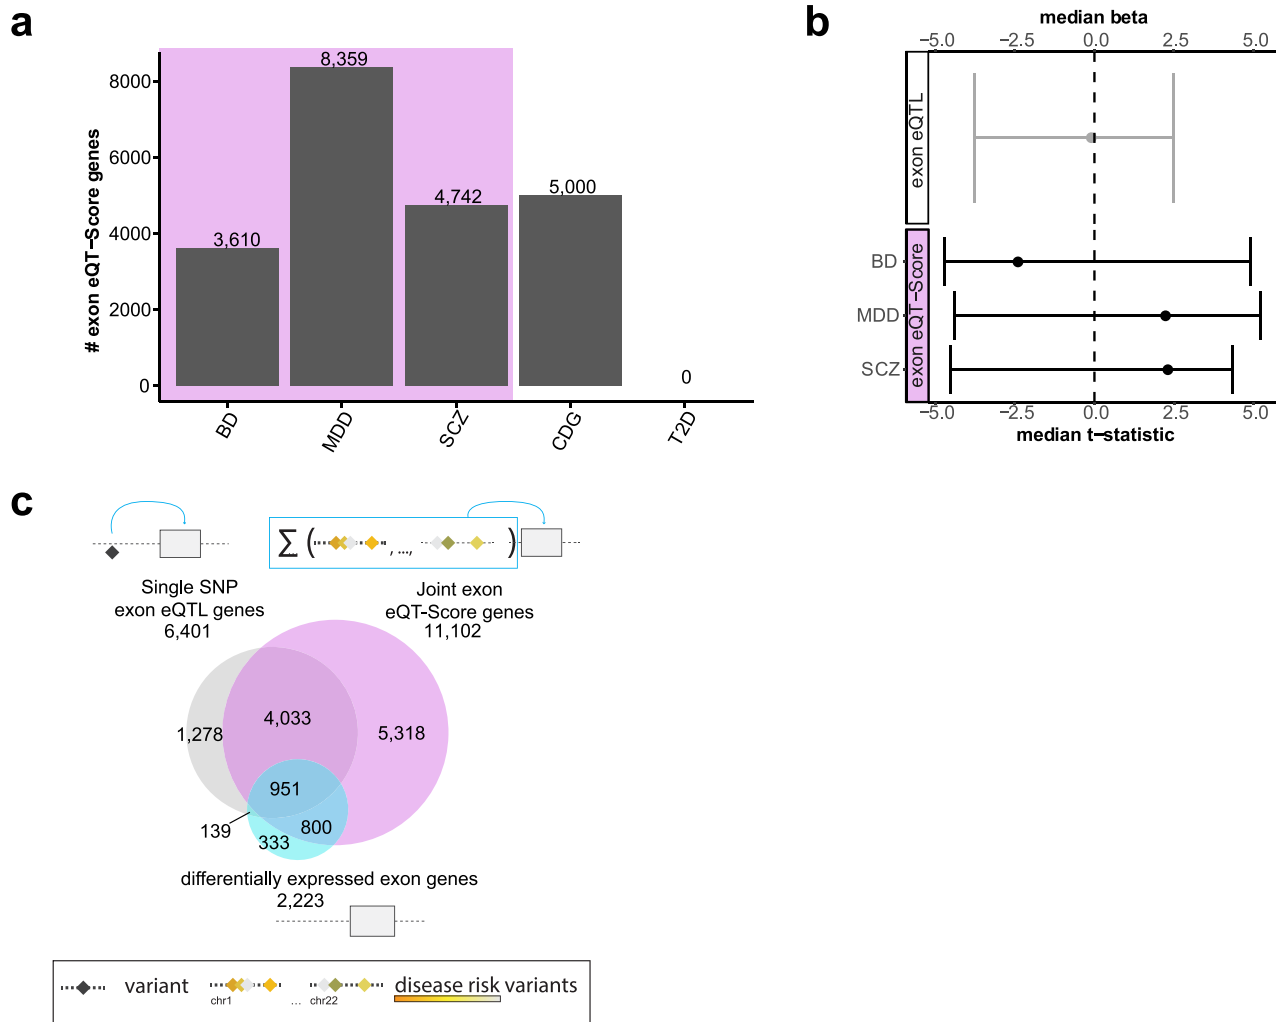 a
# exon eQT−Score genes
8000
6000
4000
2000
0
3,610
8,359
4,742
5,000
0
BD
MDD
SCZ
CDG
T2D
b
median beta
−5.0
−2.5
0.0
2.5
5.0
exon eQTL
exon eQT−Score
BD
MDD
SCZ
−5.0
−2.5
0.0
2.5
5.0
median t−statistic
c
∑ ( , ..., )
Single SNP
exon eQTL genes
6,401
Joint exon
eQT-Score genes
11,102
1,278
4,033
5,318
951
139
333
800
differentially expressed exon genes
2,223
variant
chr1 ... chr22
disease risk variants